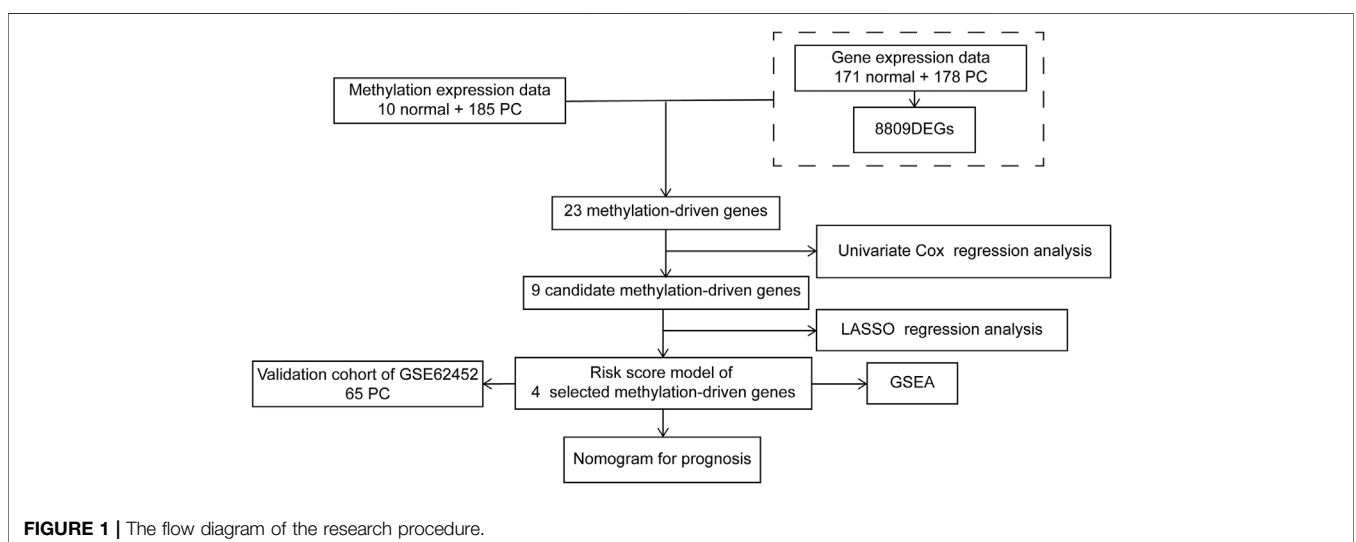 Gene expression data
171 normal + 178 PC
Methylation expression data
10 normal + 185 PC
8809DEGs
23 methylation-driven genes
Univariate Cox regression analysis
9 candidate methylation-driven genes
LASSO regression analysis
Validation cohort of GSE62452
65 PC
Risk score model of
4 selected methylation-driven genes
GSEA
Nomogram for prognosis
FIGURE 1 | The flow diagram of the research procedure.